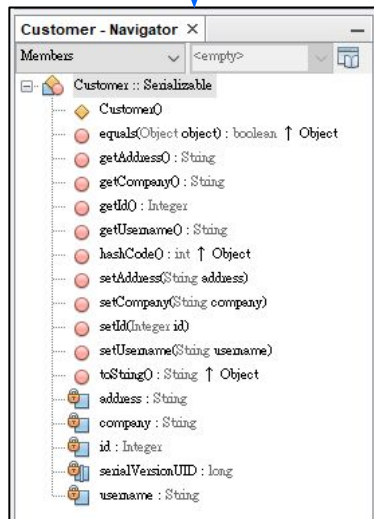 Customer - Navigator ×
Members <empty>
Customer :: Serializable
Customer()
equals(Object object) : boolean ↑ Object
getAddress() : String
getCompany() : String
getId() : Integer
getUsername() : String
hashCode() : int ↑ Object
setAddress(String address)
setCompany(String company)
setId(Integer id)
setUsername(String username)
toString() : String ↑ Object
address : String
company : String
id : Integer
serialVersionUID : long
username : String